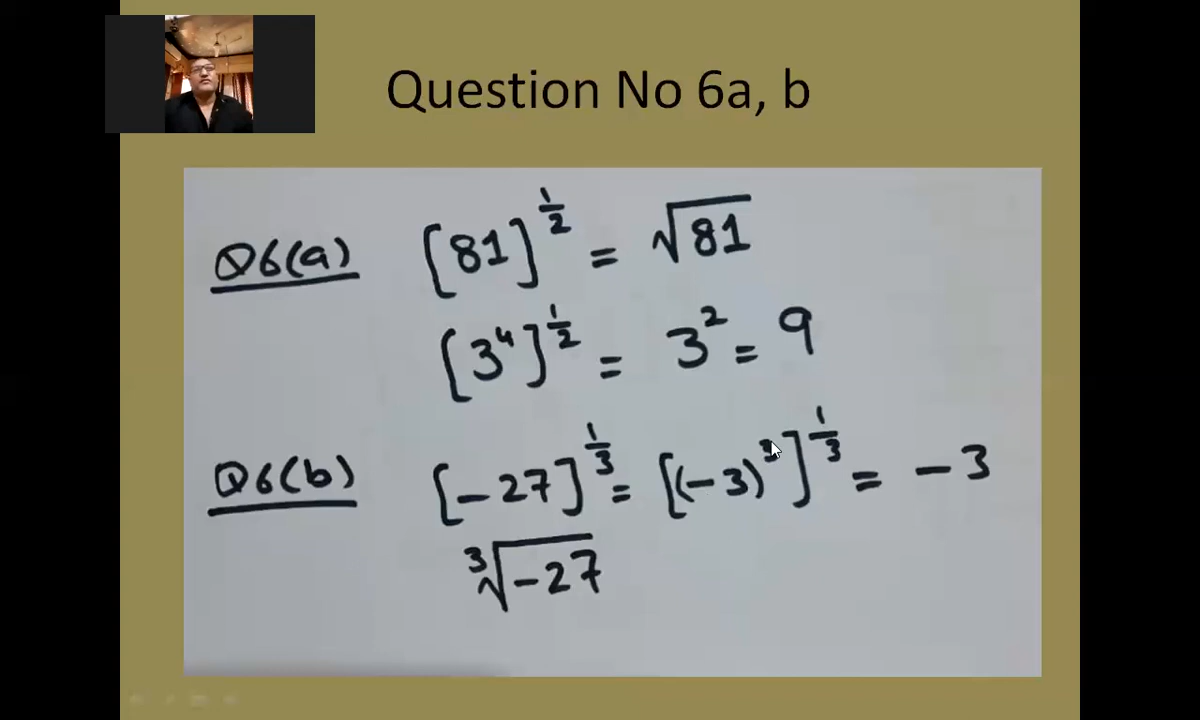 Question No 6a, b
Q6(a) [81]^{1/2} = √81
[3^4]^{1/2} = 3^2 = 9
Q6(b) [-27]^{1/3} = [(-3)^3]^{1/3} = -3
∛-27